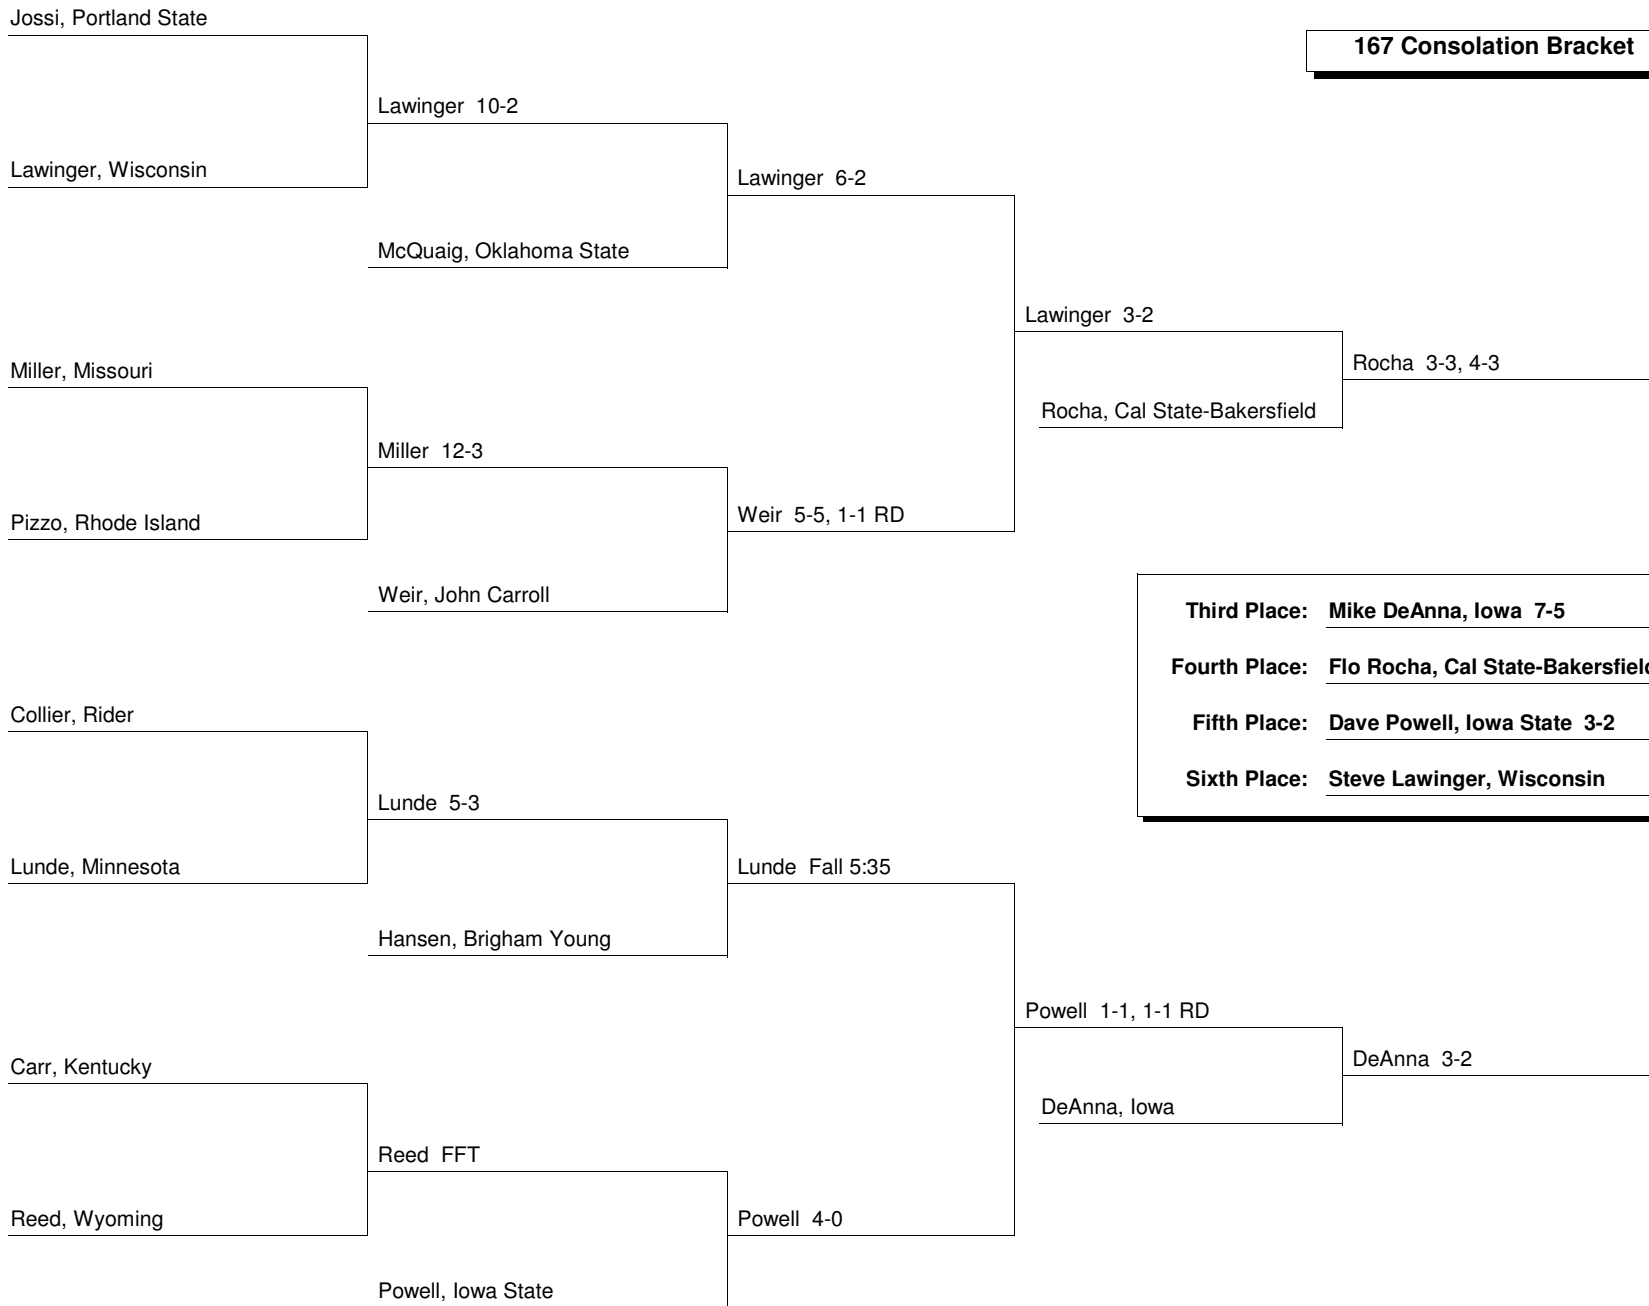 Jossi, Portland State
167 Consolation Bracket
Lawinger 10-2
Lawinger, Wisconsin
Lawinger 6-2
McQuaig, Oklahoma State
Lawinger 3-2
Miller, Missouri
Rocha 3-3, 4-3
Rocha, Cal State-Bakersfield
Miller 12-3
Pizzo, Rhode Island
Weir 5-5, 1-1 RD
Weir, John Carroll
Third Place: Mike DeAnna, Iowa 7-5
Fourth Place: Flo Rocha, Cal State-Bakersfield
Collier, Rider
Fifth Place: Dave Powell, Iowa State 3-2
Sixth Place: Steve Lawinger, Wisconsin
Lunde 5-3
Lunde, Minnesota
Lunde Fall 5:35
Hansen, Brigham Young
Powell 1-1, 1-1 RD
Carr, Kentucky
DeAnna 3-2
DeAnna, Iowa
Reed FFT
Reed, Wyoming
Powell 4-0
Powell, Iowa State